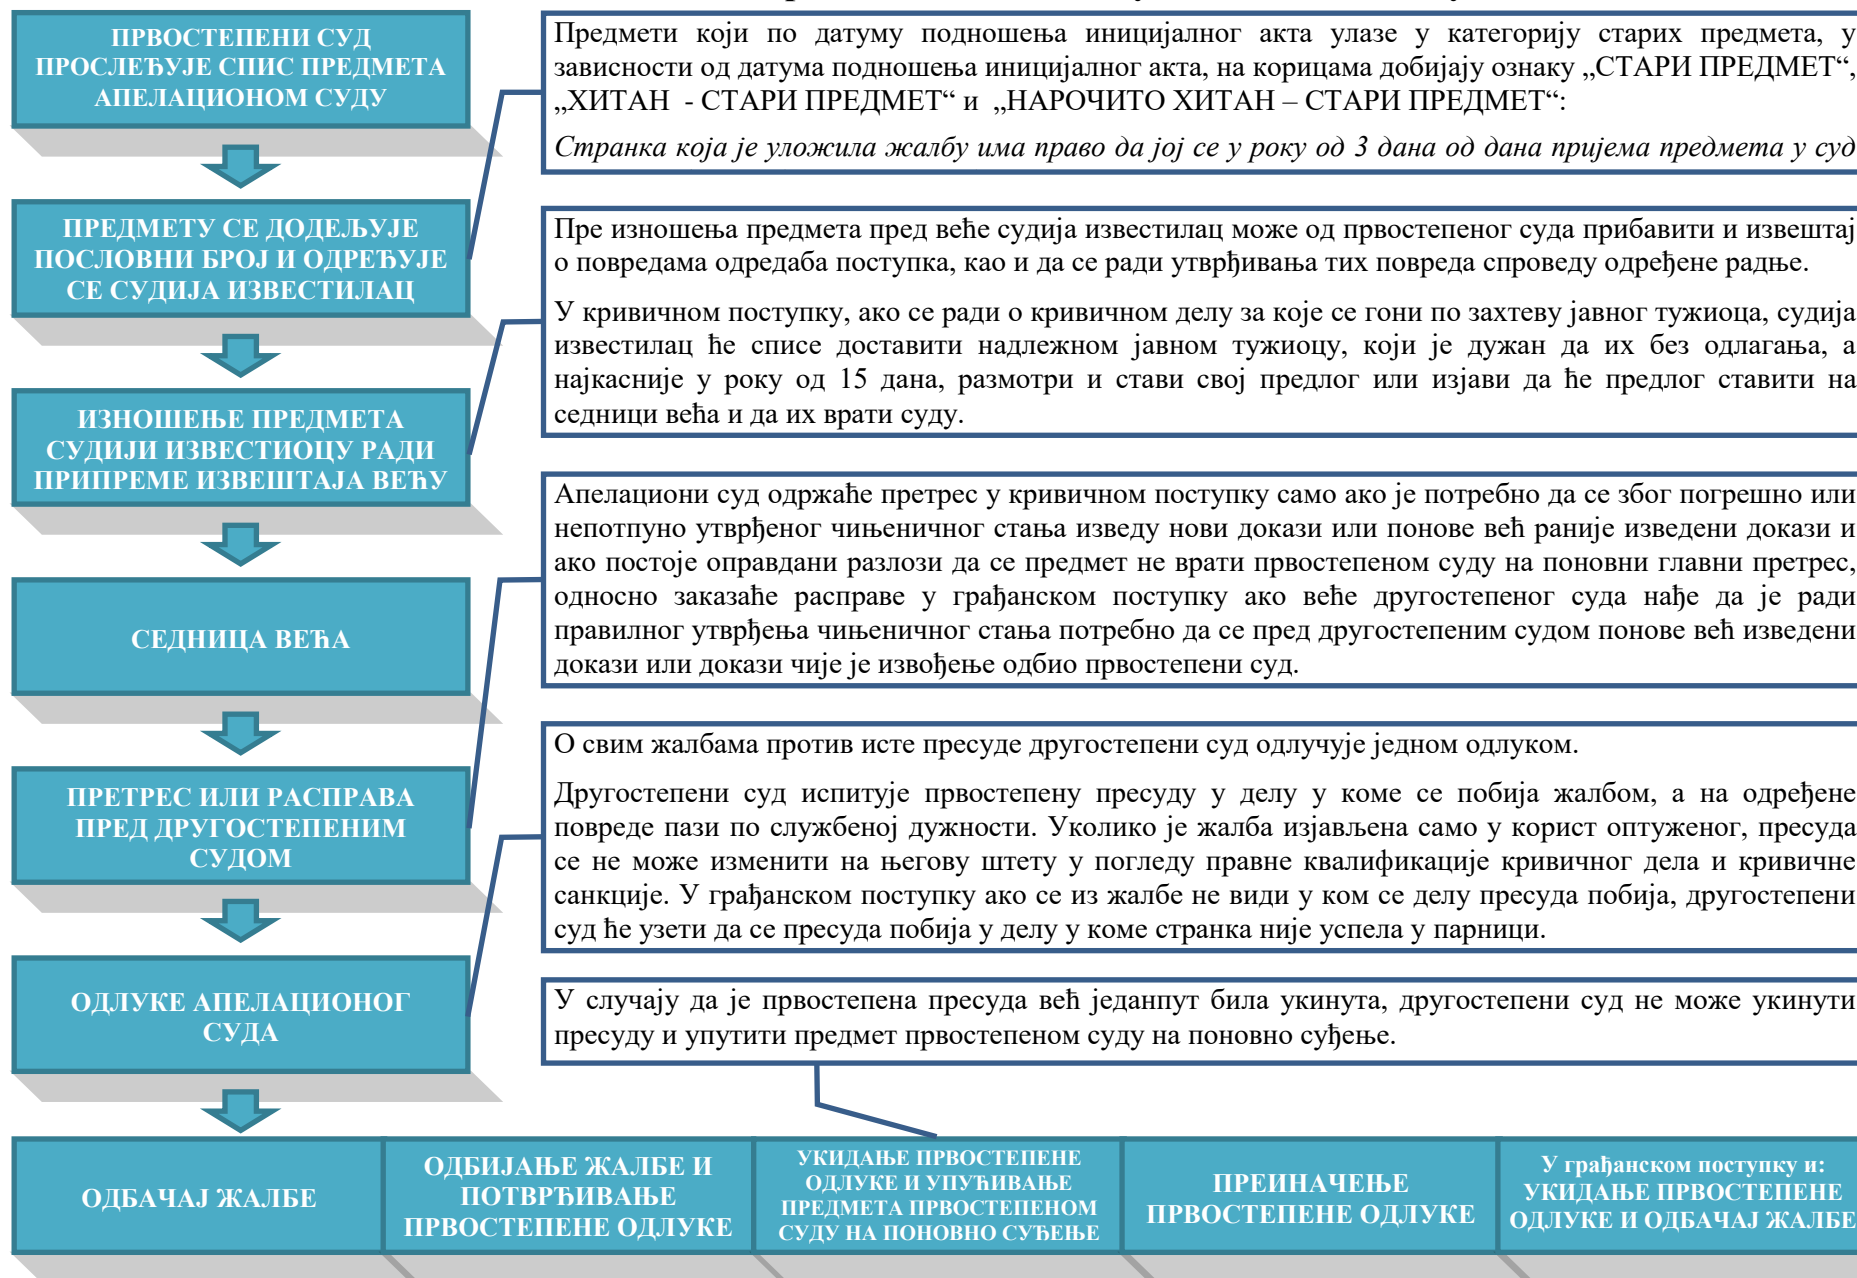 ПРВОСТЕПЕНИ СУД
ПРОСЛЕЂУЈЕ СПИС ПРЕДМЕТА
АПЕЛАЦИОНОМ СУДУ
Предмети који по датуму подношења иницијалног акта улазе у категорију старих предмета, у
зависности од датума подношења иницијалног акта, на корицама добијају ознаку „СТАРИ ПРЕДМЕТ“,
„ХИТАН - СТАРИ ПРЕДМЕТ“ и „НАРОЧИТО ХИТАН – СТАРИ ПРЕДМЕТ“:
Странка која је уложила жалбу има право да јој се у року од 3 дана од дана пријема предмета у суд
ПРЕДМЕТУ СЕ ДОДЕЉУЈЕ
ПОСЛОВНИ БРОЈ И ОДРЕЂУЈЕ
СЕ СУДИЈА ИЗВЕСТИЛАЦ
Пре изношења предмета пред веће судија известилац може од првостепеног суда прибавити и извештај
о повредама одредаба поступка, као и да се ради утврђивања тих повреда спроведу одређене радње.
У кривичном поступку, ако се ради о кривичном делу за које се гони по захтеву јавног тужиоца, судија
известилац ће списе доставити надлежном јавном тужиоцу, који је дужан да их без одлагања, а
најкасније у року од 15 дана, размотри и стави свој предлог или изјави да ће предлог ставити на
седници већа и да их врати суду.
ИЗНОШЕЊЕ ПРЕДМЕТА
СУДИЈИ ИЗВЕСТИОЦУ РАДИ
ПРИПРЕМЕ ИЗВЕШТАЈА ВЕЋУ
Апелациони суд одржаће претрес у кривичном поступку само ако је потребно да се због погрешно или
непотпуно утврђеног чињеничног стања изведу нови докази или понове већ раније изведени докази и
ако постоје оправдани разлози да се предмет не врати првостепеном суду на поновни главни претрес,
односно заказаће расправе у грађанском поступку ако веће другостепеног суда нађе да је ради
правилног утврђења чињеничног стања потребно да се пред другостепеним судом понове већ изведени
докази или докази чије је извођење одбио првостепени суд.
СЕДНИЦА ВЕЋА
О свим жалбама против исте пресуде другостепени суд одлучује једном одлуком.
Другостепени суд испитује првостепену пресуду у делу у коме се побија жалбом, а на одређене
повреде пази по службеној дужности. Уколико је жалба изјављена само у корист оптуженог, пресуда
се не може изменити на његову штету у погледу правне квалификације кривичног дела и кривичне
санкције. У грађанском поступку ако се из жалбе не види у ком се делу пресуда побија, другостепени
суд ће узети да се пресуда побија у делу у коме странка није успела у парници.
ПРЕТРЕС ИЛИ РАСПРАВА
ПРЕД ДРУГОСТЕПЕНИМ
СУДОМ
ОДЛУКЕ АПЕЛАЦИОНОГ
СУДА
У случају да је првостепена пресуда већ једанпут била укинута, другостепени суд не може укинути
пресуду и упутити предмет првостепеном суду на поновно суђење.
ОДБАЧАЈ ЖАЛБЕ
ОДБИЈАЊЕ ЖАЛБЕ И
ПОТВРЂИВАЊЕ
ПРВОСТЕПЕНЕ ОДЛУКЕ
УКИДАЊЕ ПРВОСТЕПЕНЕ
ОДЛУКЕ И УПУЋИВАЊЕ
ПРЕДМЕТА ПРВОСТЕПЕНОМ
СУДУ НА ПОНОВНО СУЂЕЊЕ
ПРЕИНАЧЕЊЕ
ПРВОСТЕПЕНЕ ОДЛУКЕ
У грађанском поступку и:
УКИДАЊЕ ПРВОСТЕПЕНЕ
ОДЛУКЕ И ОДБАЧАЈ ЖАЛБЕ